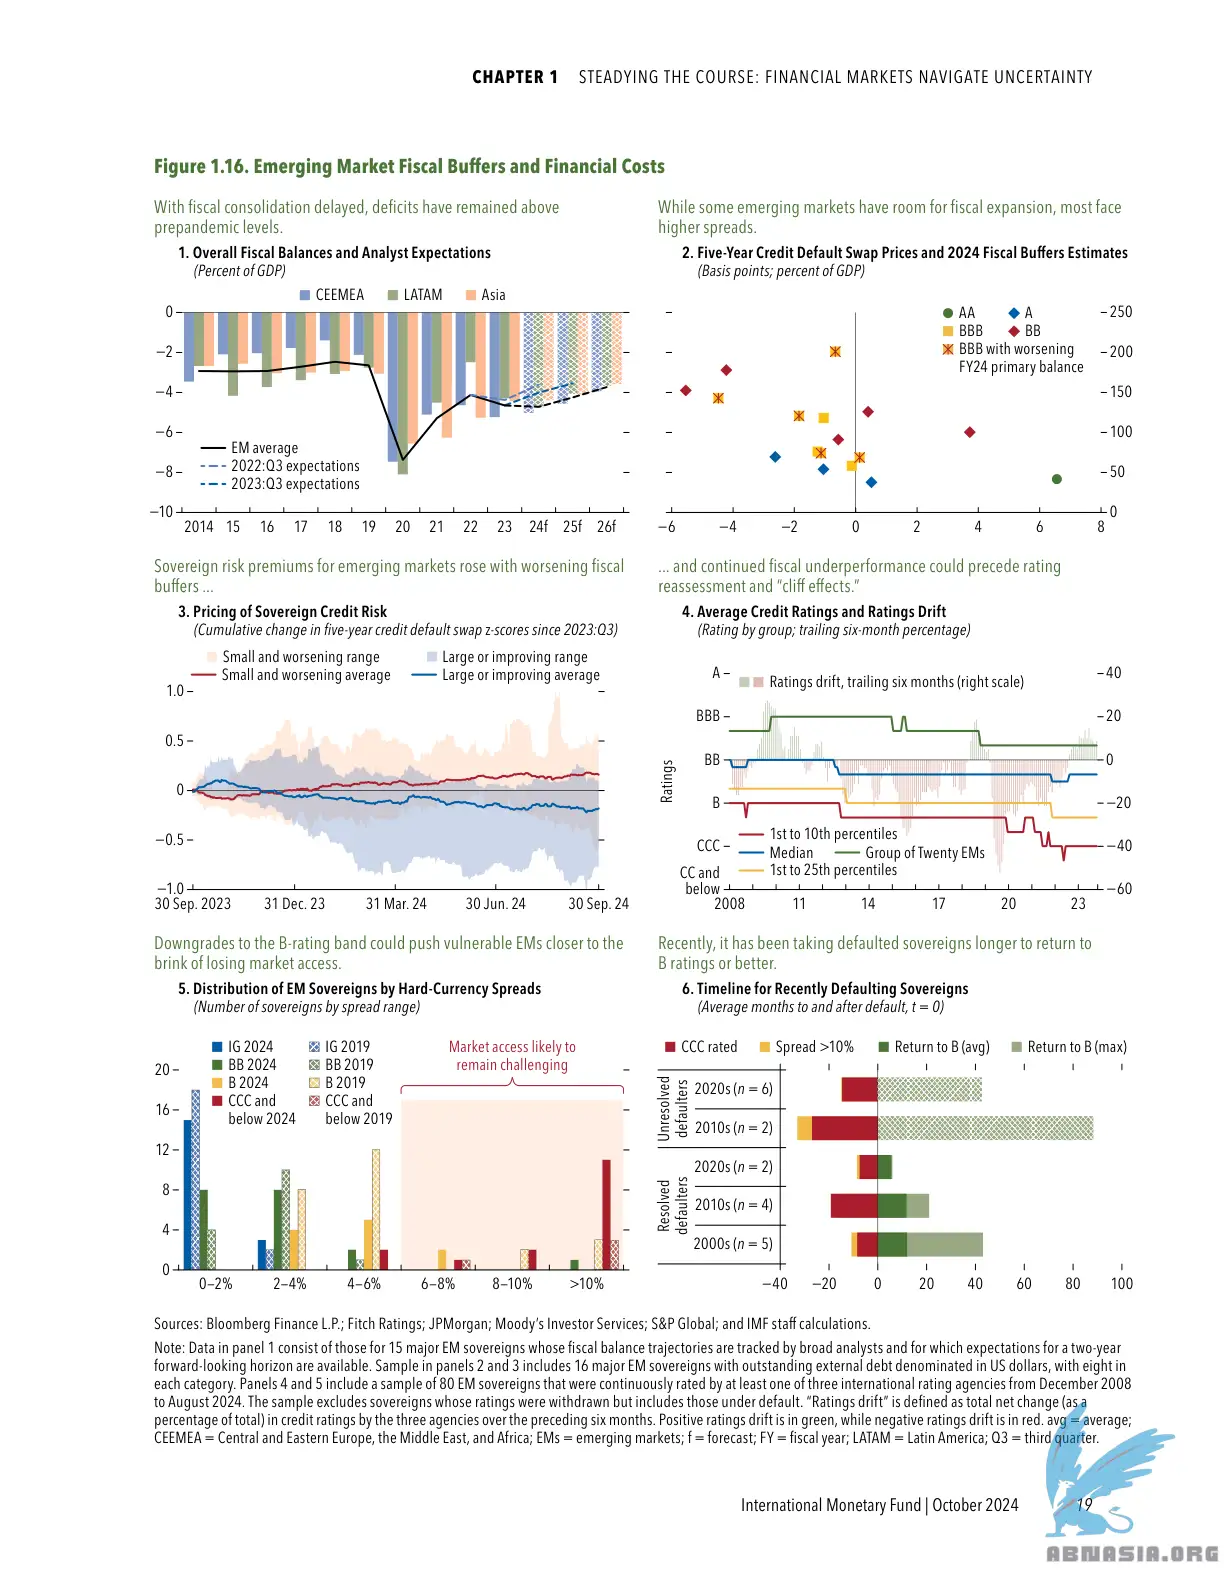 CHAPTER 1 STEADYING THE COURSE: FINANCIAL MARKETS NAVIGATE UNCERTAINTY
Figure 1.16. Emerging Market Fiscal Buffers and Financial Costs
With fiscal consolidation delayed, deficits have remained above
prepandemic levels.
1. Overall Fiscal Balances and Analyst Expectations
(Percent of GDP)
CEEMEA LATAM Asia
0
−2
−4
−6
−8
−10
EM average
2022:Q3 expectations
2023:Q3 expectations
2014 15 16 17 18 19 20 21 22 23 24f 25f 26f
While some emerging markets have room for fiscal expansion, most face
higher spreads.
2. Five-Year Credit Default Swap Prices and 2024 Fiscal Buffers Estimates
(Basis points; percent of GDP)
AA A
BBB BB
BBB with worsening
FY24 primary balance
250
200
150
100
50
0
−6 −4 −2 0 2 4 6 8
Sovereign risk premiums for emerging markets rose with worsening fiscal
buffers ...
3. Pricing of Sovereign Credit Risk
(Cumulative change in five-year credit default swap z-scores since 2023:Q3)
Small and worsening range Large or improving range
Small and worsening average Large or improving average
1.0
0.5
0
−0.5
−1.0
30 Sep. 2023 31 Dec. 23 31 Mar. 24 30 Jun. 24 30 Sep. 24
... and continued fiscal underperformance could precede rating
reassessment and “cliff effects.”
4. Average Credit Ratings and Ratings Drift
(Rating by group; trailing six-month percentage)
Ratings drift, trailing six months (right scale)
Ratings
A
BBB
BB
B
CCC
CC and
below
40
20
0
−20
−40
−60
1st to 10th percentiles
Median Group of Twenty EMs
1st to 25th percentiles
2008 11 14 17 20 23
Downgrades to the B-rating band could push vulnerable EMs closer to the
brink of losing market access.
5. Distribution of EM Sovereigns by Hard-Currency Spreads
(Number of sovereigns by spread range)
IG 2024 IG 2019
BB 2024 BB 2019
B 2024 B 2019
CCC and CCC and
below 2024 below 2019
Market access likely to
remain challenging
20
16
12
8
4
0
0–2% 2–4% 4–6% 6–8% 8–10% >10%
Recently, it has been taking defaulted sovereigns longer to return to
B ratings or better.
6. Timeline for Recently Defaulting Sovereigns
(Average months to and after default, t = 0)
CCC rated Spread >10% Return to B (avg) Return to B (max)
Unresolved
defaulters
2020s (n = 6)
2010s (n = 2)
Resolved
defaulters
2020s (n = 2)
2010s (n = 4)
2000s (n = 5)
−40 −20 0 20 40 60 80 100
Sources: Bloomberg Finance L.P.; Fitch Ratings; JPMorgan; Moody’s Investor Services; S&P Global; and IMF staff calculations.
Note: Data in panel 1 consist of those for 15 major EM sovereigns whose fiscal balance trajectories are tracked by broad analysts and for which expectations for a two-year
forward-looking horizon are available. Sample in panels 2 and 3 includes 16 major EM sovereigns with outstanding external debt denominated in US dollars, with eight in
each category. Panels 4 and 5 include a sample of 80 EM sovereigns that were continuously rated by at least one of three international rating agencies from December 2008
to August 2024. The sample excludes sovereigns whose ratings were withdrawn but includes those under default. “Ratings drift” is defined as total net change (as a
percentage of total) in credit ratings by the three agencies over the preceding six months. Positive ratings drift is in green, while negative ratings drift is in red. avg = average;
CEEMEA = Central and Eastern Europe, the Middle East, and Africa; EMs = emerging markets; f = forecast; FY = fiscal year; LATAM = Latin America; Q3 = third quarter.
International Monetary Fund | October 2024 19
ABNASIA.ORG